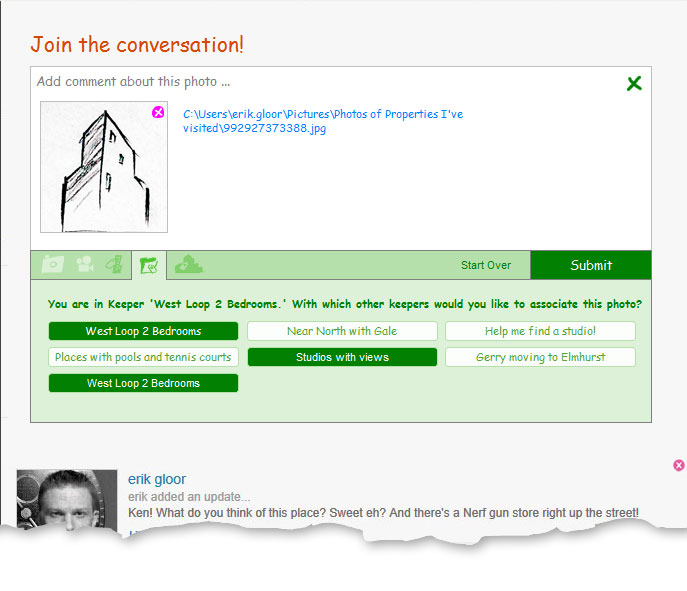 Join the conversation!
Add comment about this photo ...
C:\Users\erik.gloor\Pictures\Photos of Properties I've
visited\992927373388.jpg
Start Over
Submit
You are in Keeper 'West Loop 2 Bedrooms.' With which other keepers would you like to associate this photo?
West Loop 2 Bedrooms
Near North with Gale
Help me find a studio!
Places with pools and tennis courts
Studios with views
Gerry moving to Elmhurst
West Loop 2 Bedrooms
erik gloor
erik added an update...
Ken! What do you think of this place? Sweet eh? And there's a Nerf gun store right up the street!